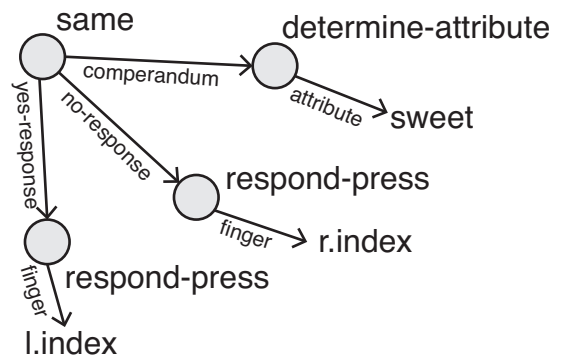 same
determine-attribute
comperandum
attribute
sweet
yes-response
no-response
respond-press
finger
r.index
respond-press
finger
l.index